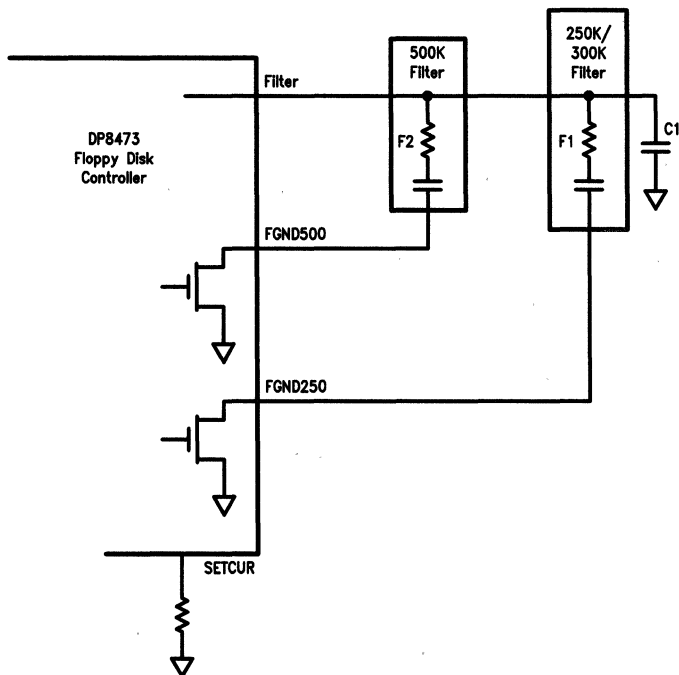 500K
Filter
250K/
300K
Filter
Filter
C1
F2
F1
DP8473
Floppy Disk
Controller
FGND500
FGND250
SETCUR